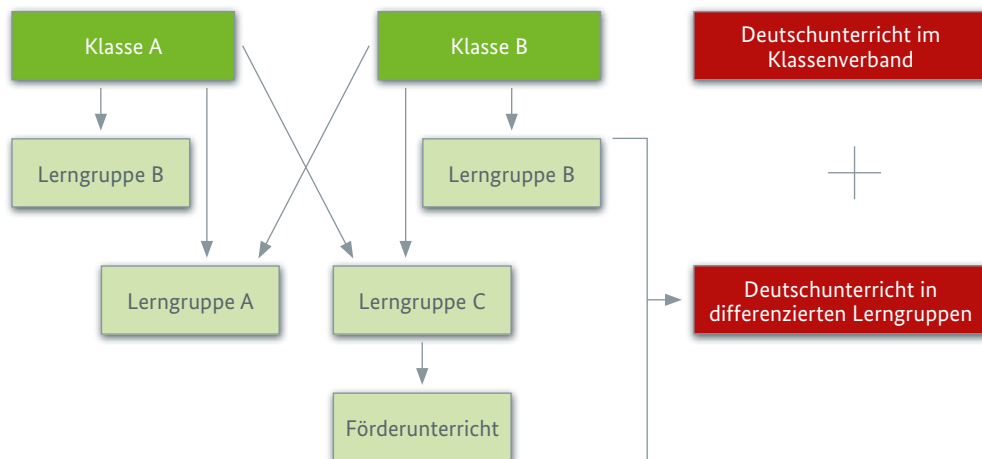 Klasse A
Klasse B
Deutschunterricht im
Klassenverband
Lerngruppe B
Lerngruppe B
Lerngruppe A
Lerngruppe C
Deutschunterricht in
differenzierten Lerngruppen
Förderunterricht